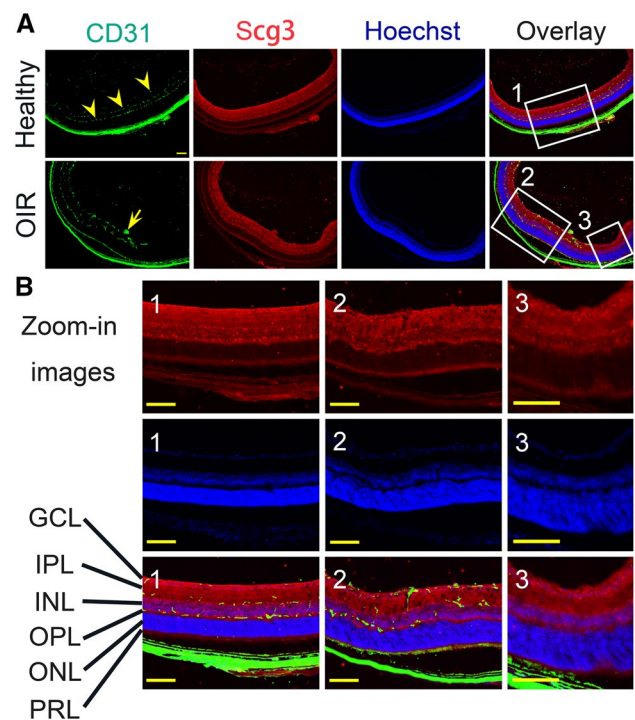 A
CD31 Scg3 Hoechst Overlay
Healthy
1
OIR
2
3
B
Zoom-in
images
1 2 3
1 2 3
GCL
IPL
INL
OPL
ONL
PRL
1 2 3